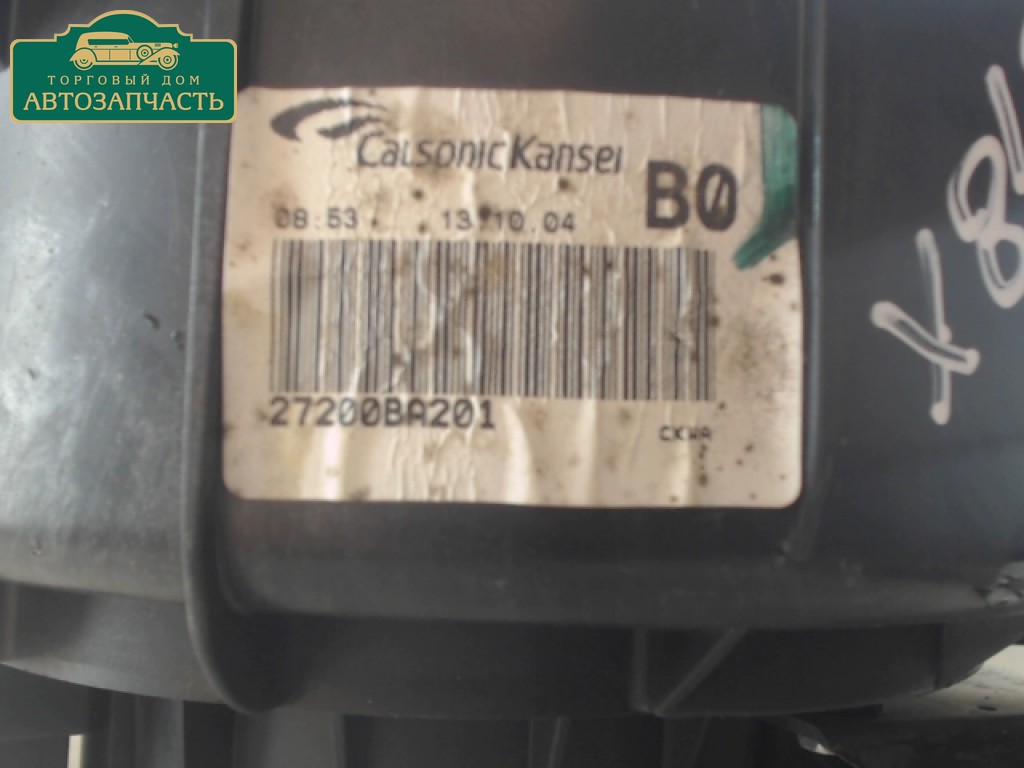 ТОРГОВЫЙ ДОМ
АВТОЗАПЧАСТЬ
CalsonicKansei
B0
08:53 13.10.04
27200BA201
CKWA